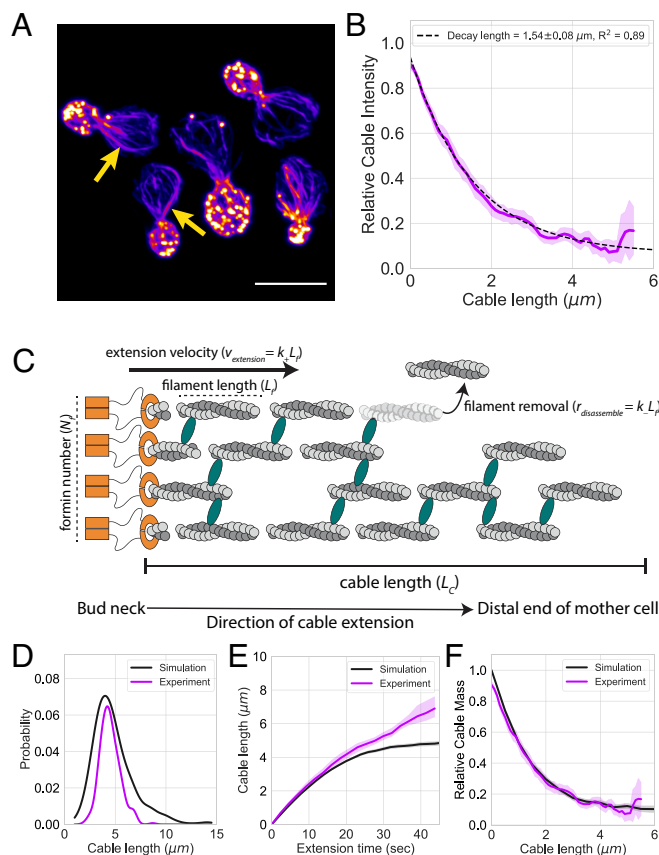 A
B
Decay length = 1.54±0.08 μm, R² = 0.89
Relative Cable Intensity
1.0
0.8
0.6
0.4
0.2
0.0
0 2 4 6
Cable length (μm)
C
extension velocity (v_extension = k₊L_f)
filament length (L_f)
filament removal (r_disassemble = k₋L_f)
formin number (N_f)
cable length (L_C)
Bud neck
Direction of cable extension
Distal end of mother cell
D
Simulation
Experiment
Probability
0.08
0.06
0.04
0.02
0.00
0 5 10 15
Cable length (μm)
E
Simulation
Experiment
Cable length (μm)
10
8
6
4
2
0
0 10 20 30 40
Extension time (sec)
F
Simulation
Experiment
Relative Cable Mass
1.0
0.8
0.6
0.4
0.2
0.0
0 2 4 6
Cable length (μm)